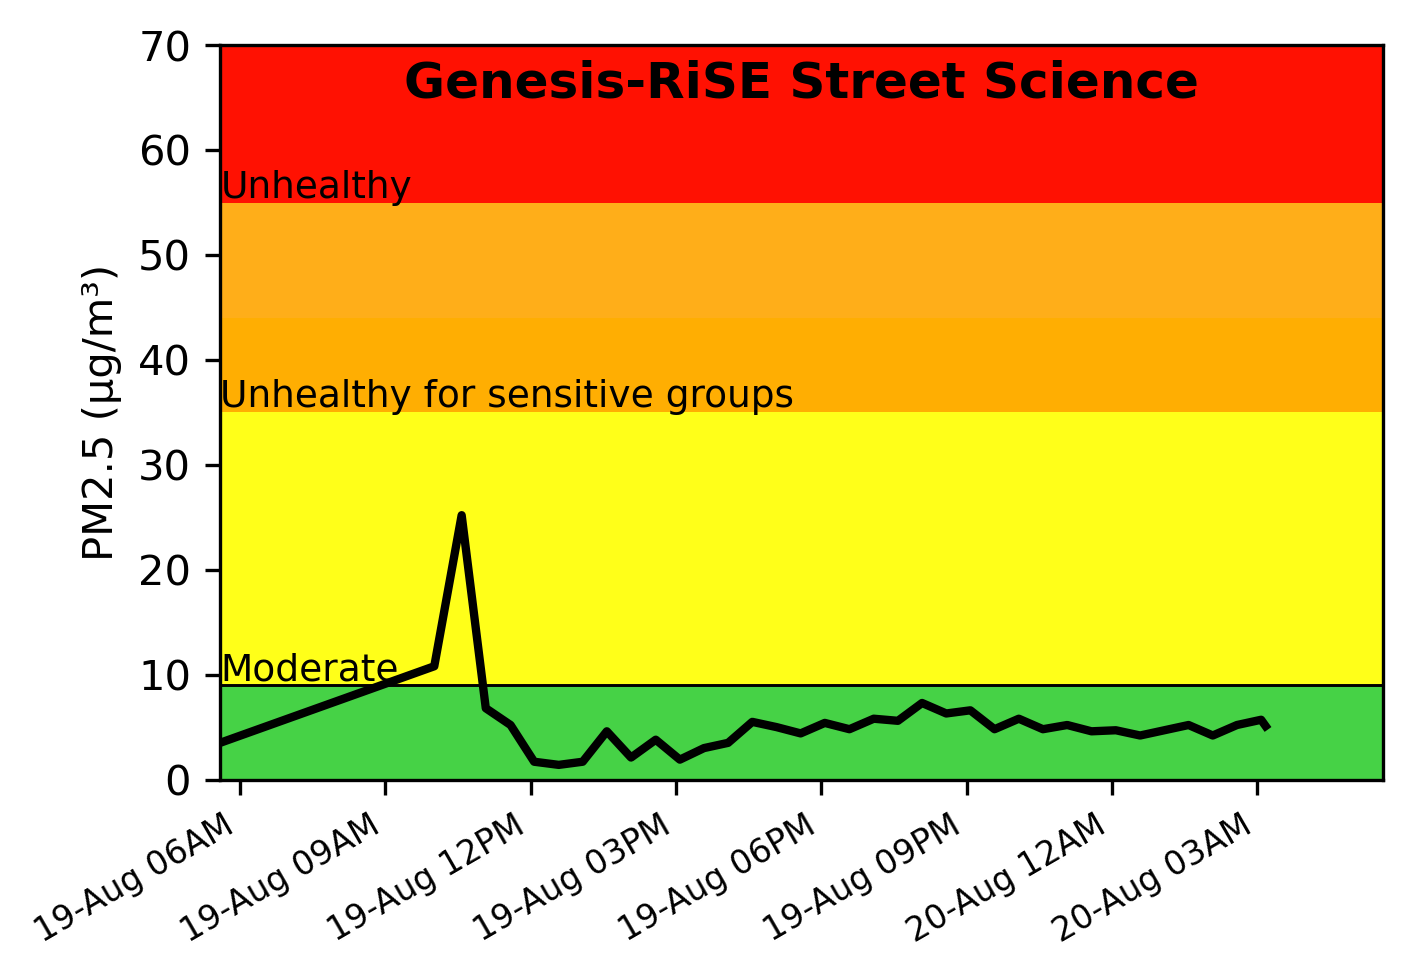 Genesis-RiSE Street Science
70
60
50
40
30
20
10
0
PM2.5 (µg/m³)
Unhealthy
Unhealthy for sensitive groups
Moderate
19-Aug 06AM
19-Aug 09AM
19-Aug 12PM
19-Aug 03PM
19-Aug 06PM
19-Aug 09PM
20-Aug 12AM
20-Aug 03AM